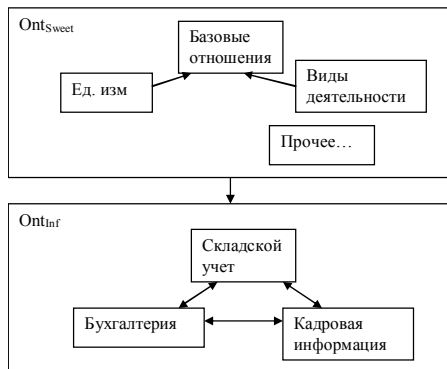 Ont_Sweet
Базовые
отношения
Ед. изм
Виды
деятельности
Прочее…
Ont_Inf
Складской
учет
Бухгалтерия
Кадровая
информация